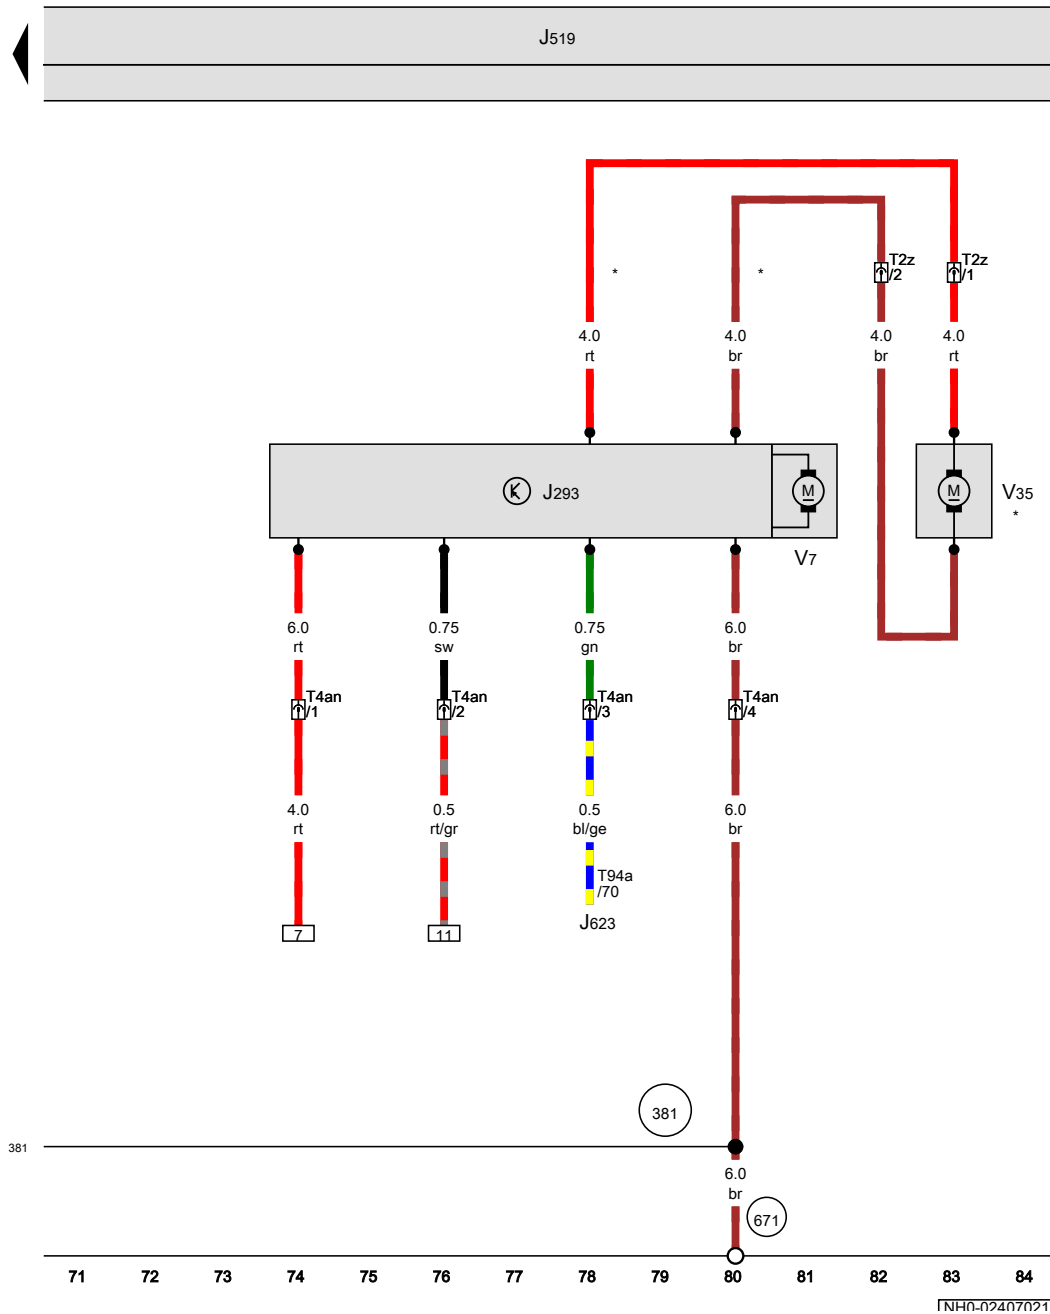 J519
T2z
/2
T2z
/1
*
*
4.0
rt
4.0
br
4.0
br
4.0
rt
J293
M
M
V35
*
V7
6.0
rt
0.75
sw
0.75
gn
6.0
br
T4an
/1
T4an
/2
T4an
/3
T4an
/4
4.0
rt
0.5
rt/gr
0.5
bl/ge
6.0
br
T94a
/70
J623
7
11
381
381
6.0
br
671
71 72 73 74 75 76 77 78 79 80 81 82 83 84
NH0-02407021